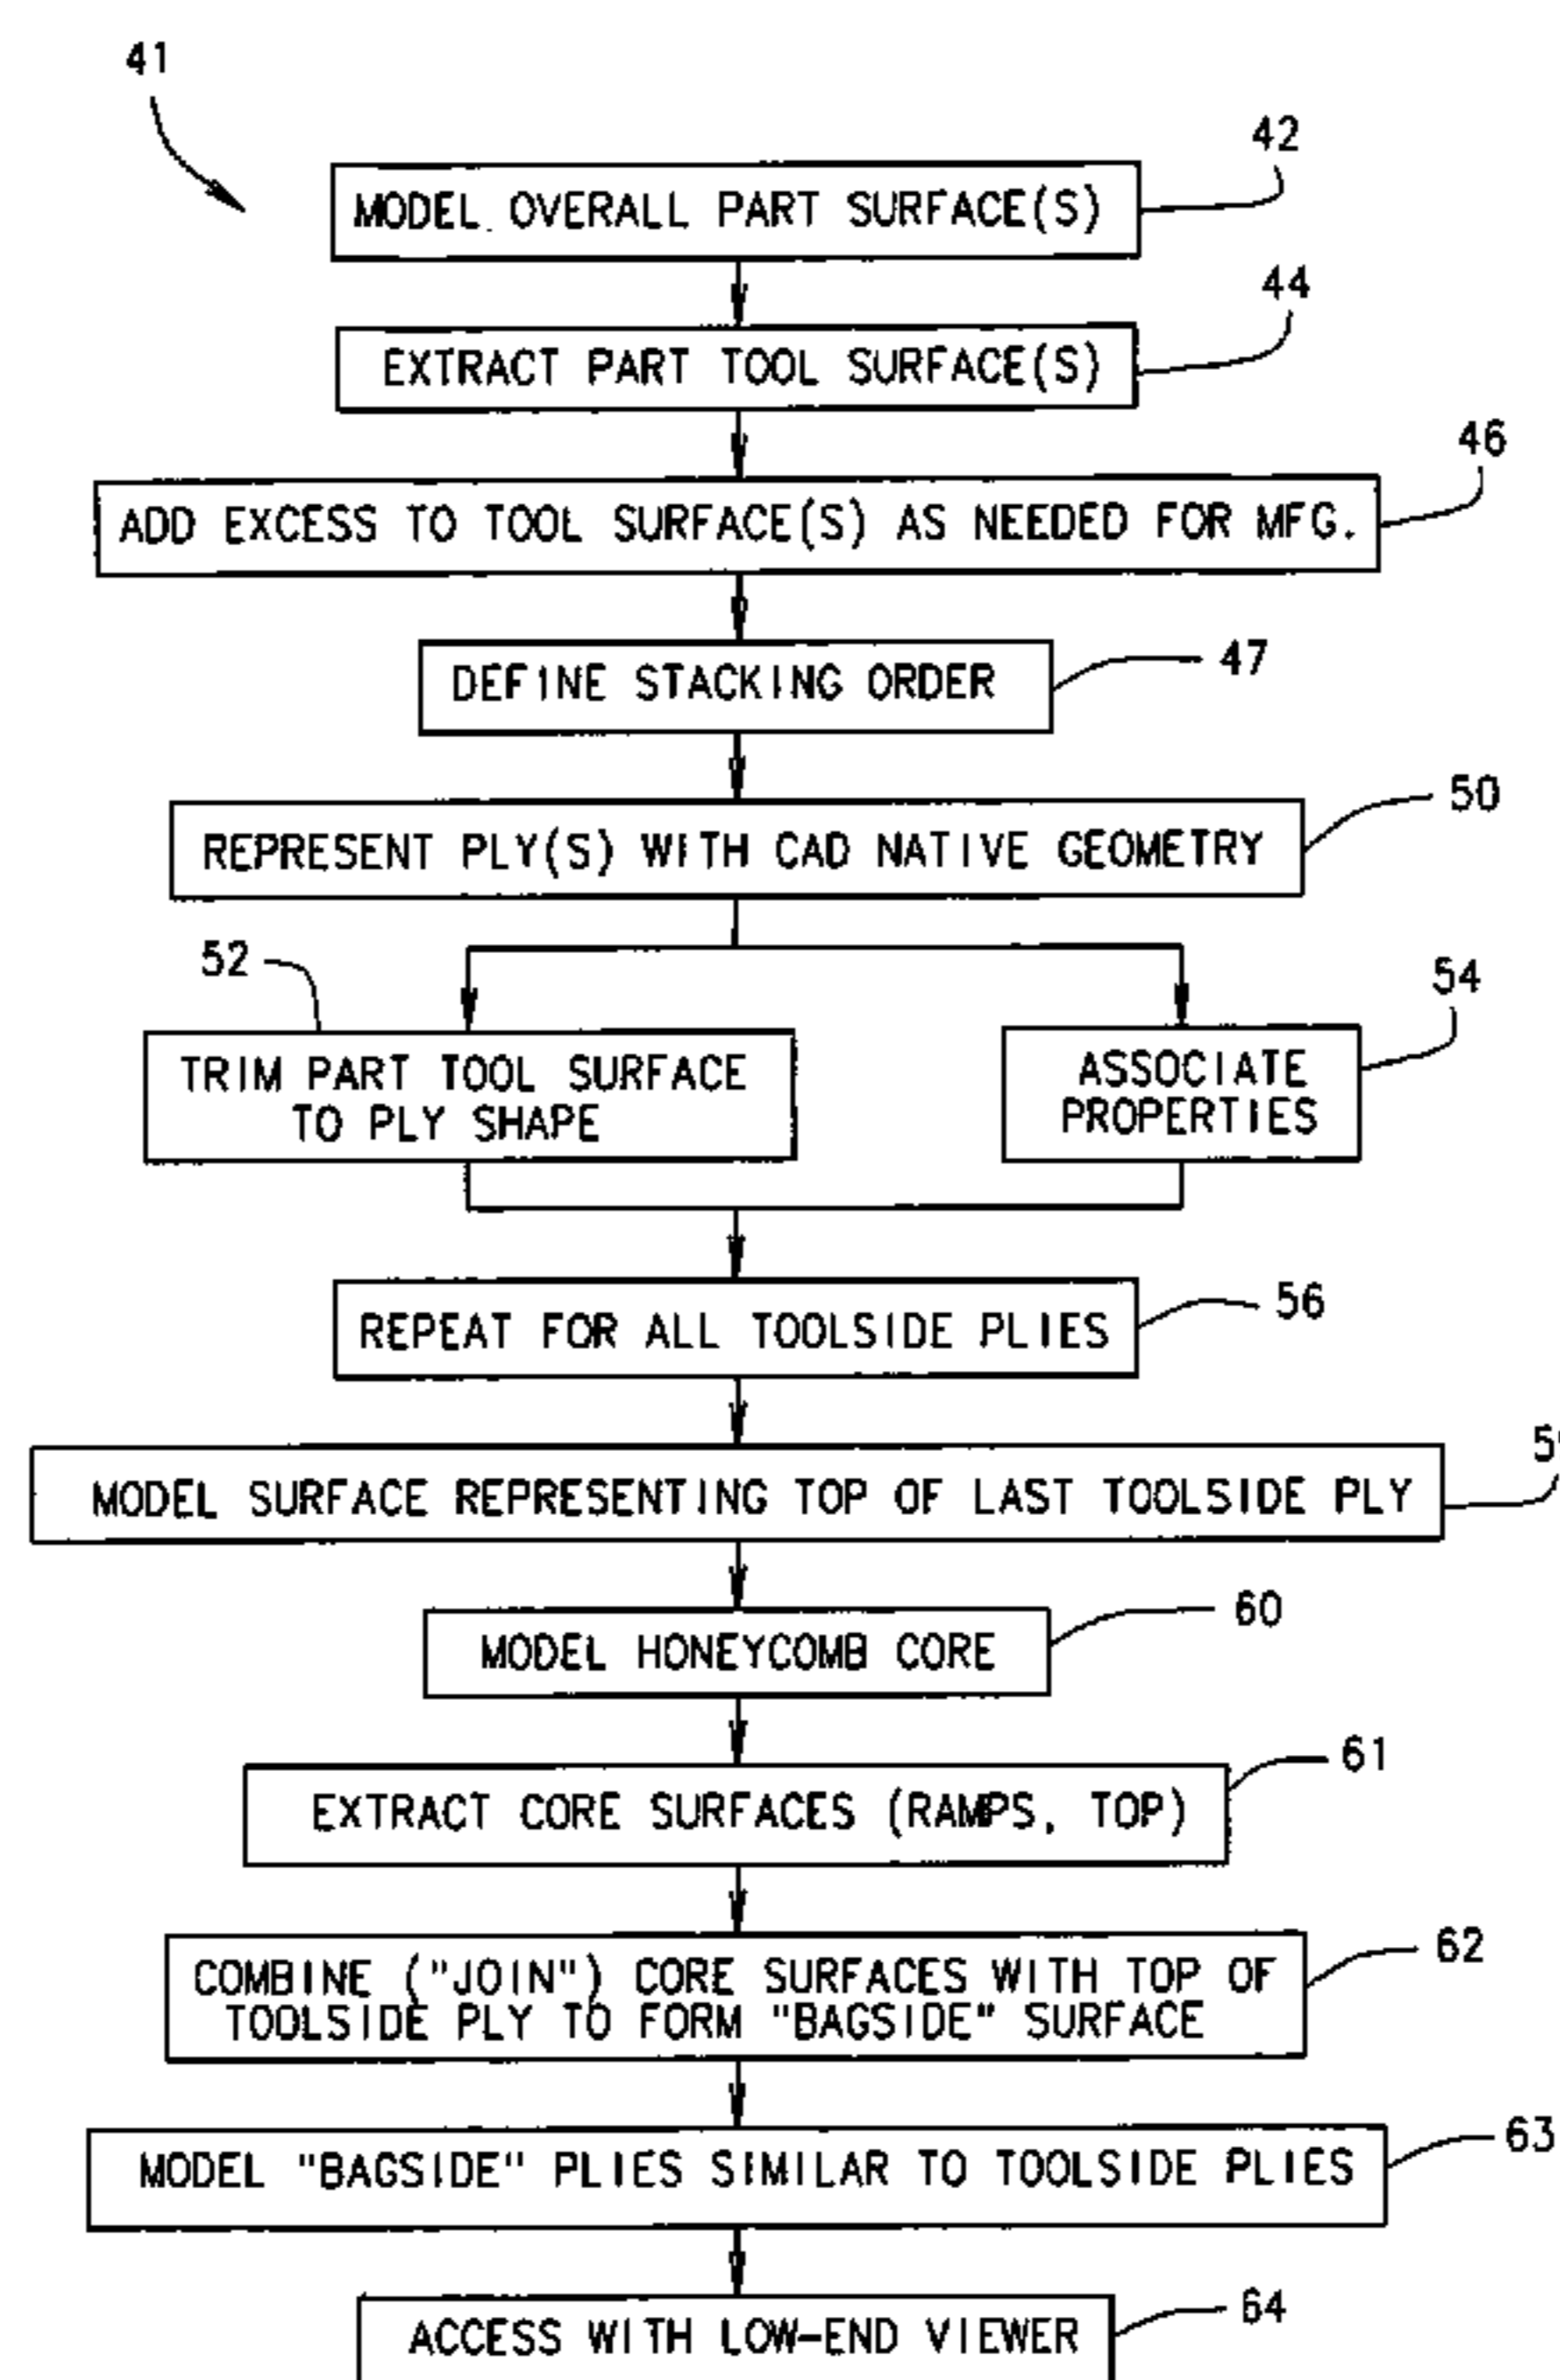 41
42
MODEL OVERALL PART SURFACE(S)
44
EXTRACT PART TOOL SURFACE(S)
46
ADD EXCESS TO TOOL SURFACE(S) AS NEEDED FOR MFG.
47
DEFINE STACKING ORDER
50
REPRESENT PLY(S) WITH CAD NATIVE GEOMETRY
52
54
TRIM PART TOOL SURFACE
TO PLY SHAPE
ASSOCIATE
PROPERTIES
56
REPEAT FOR ALL TOOLSIDE PLIES
MODEL SURFACE REPRESENTING TOP OF LAST TOOLSIDE PLY
60
MODEL HONEYCOMB CORE
61
EXTRACT CORE SURFACES (RAMPS, TOP)
62
COMBINE ("JOIN") CORE SURFACES WITH TOP OF
TOOLSIDE PLY TO FORM "BAGSIDE" SURFACE
63
MODEL "BAGSIDE" PLIES SIMILAR TO TOOLSIDE PLIES
64
ACCESS WITH LOW-END VIEWER